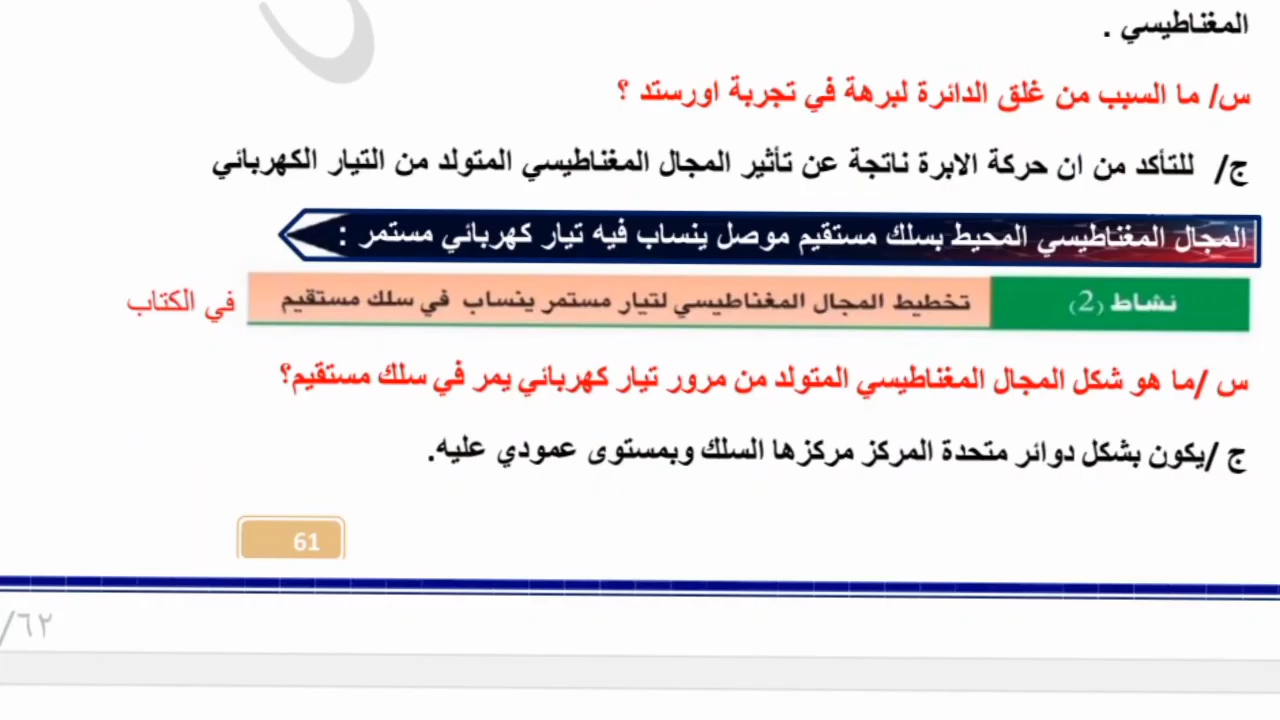 المغناطيسي .
س/ ما السبب من غلق الدائرة لبرهة في تجربة اورستد ؟
ج/ للتأكد من ان حركة الابرة ناتجة عن تأثير المجال المغناطيسي المتولد من التيار الكهربائي
المجال المغناطيسي المحيط بسلك مستقيم موصل ينساب فيه تيار كهربائي مستمر :
نشاط (2) تخطيط المجال المغناطيسي لتيار مستمر ينساب في سلك مستقيم في الكتاب
س /ما هو شكل المجال المغناطيسي المتولد من مرور تيار كهربائي يمر في سلك مستقيم؟
ج /يكون بشكل دوائر متحدة المركز مركزها السلك وبمستوى عمودي عليه.
61
/٦٢